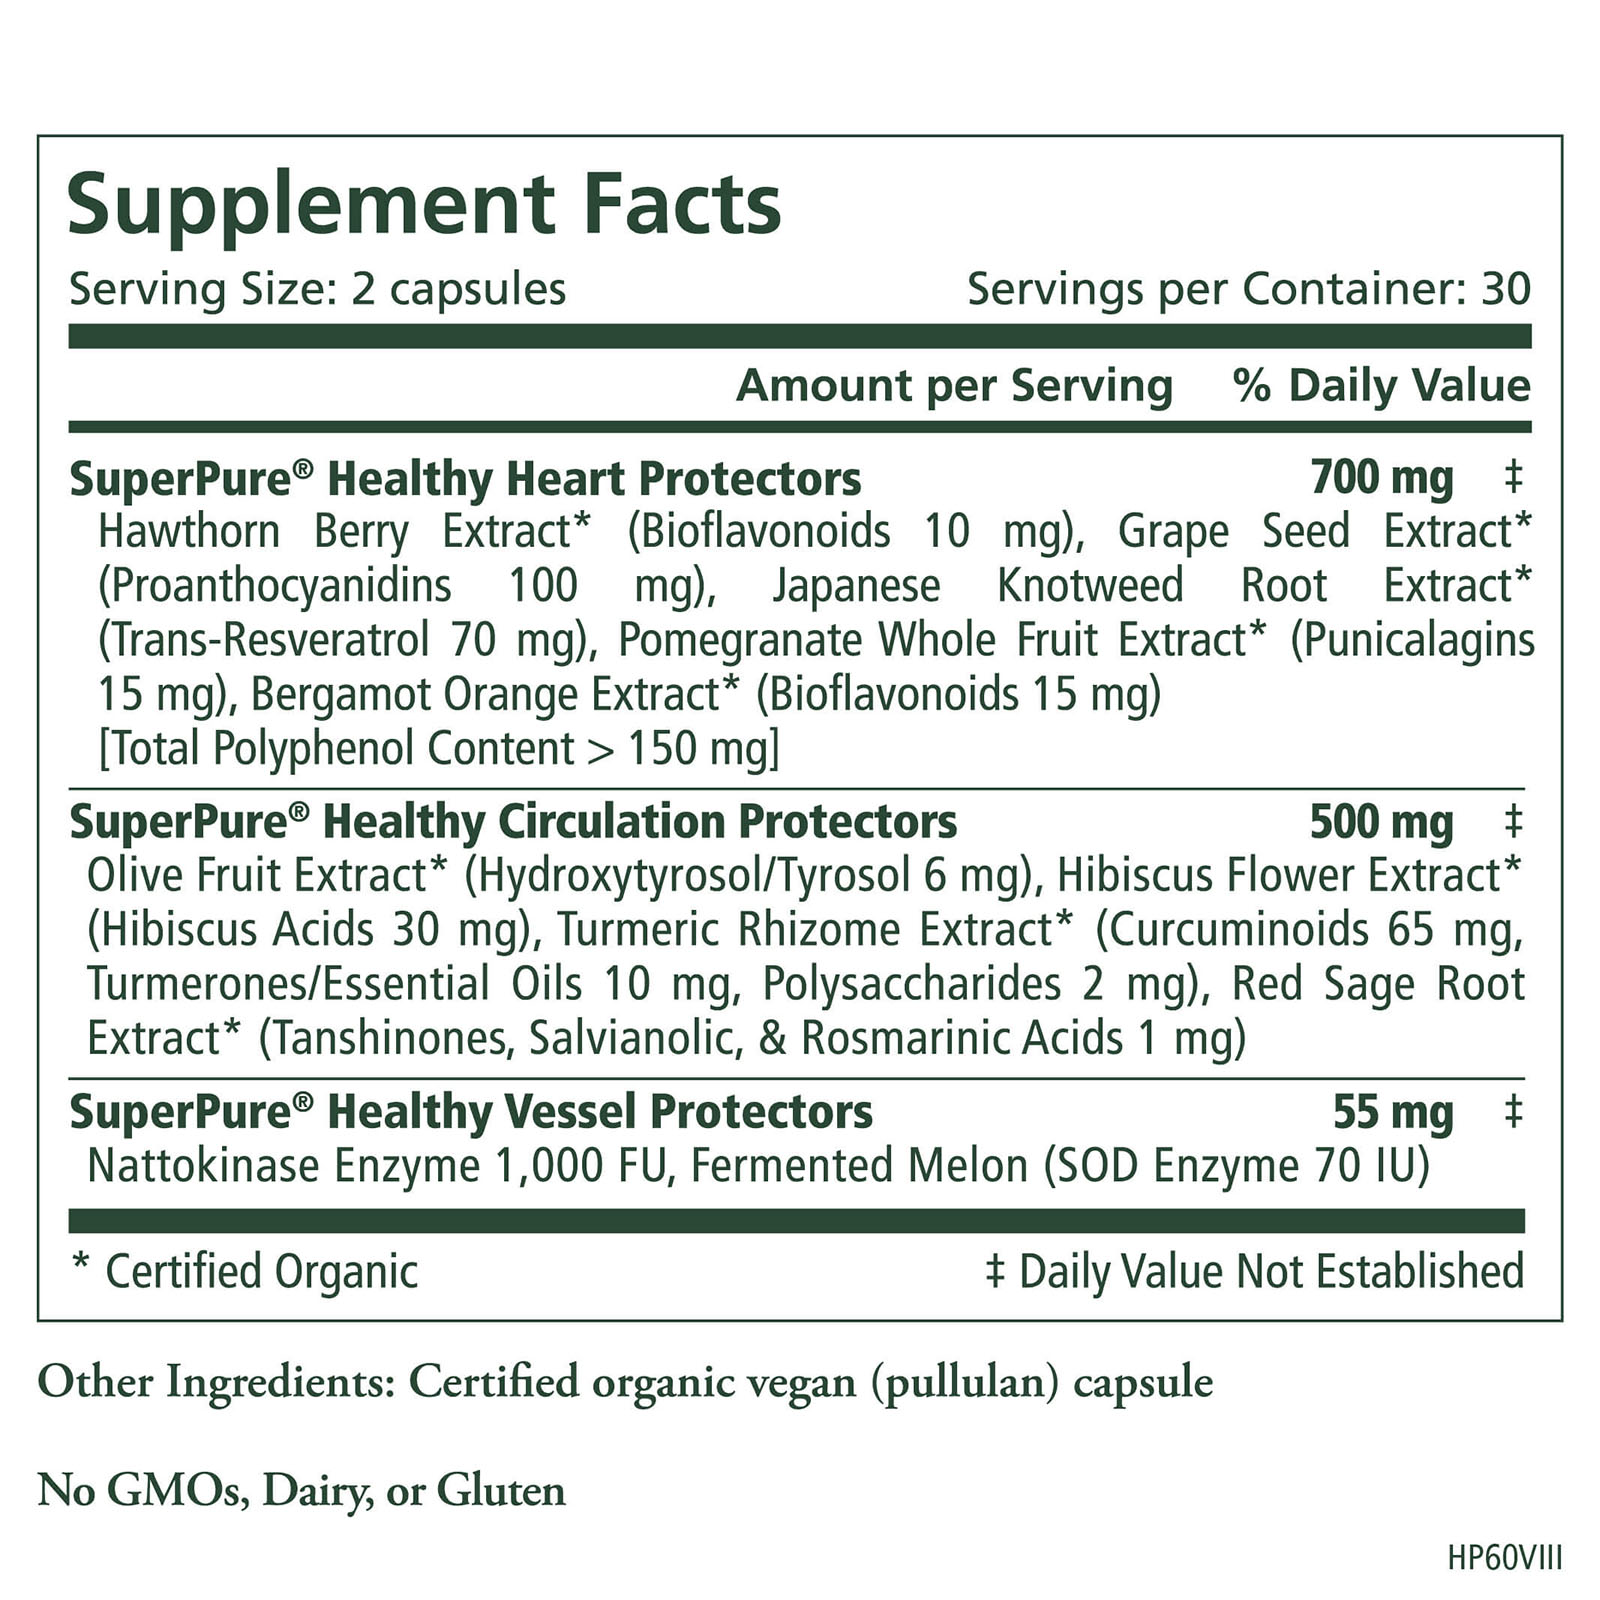 Supplement Facts
Serving Size: 2 capsules Servings per Container: 30
Amount per Serving % Daily Value
SuperPure® Healthy Heart Protectors 700 mg ‡
Hawthorn Berry Extract* (Bioflavonoids 10 mg), Grape Seed Extract*
(Proanthocyanidins 100 mg), Japanese Knotweed Root Extract*
(Trans-Resveratrol 70 mg), Pomegranate Whole Fruit Extract* (Punicalagins
15 mg), Bergamot Orange Extract* (Bioflavonoids 15 mg)
[Total Polyphenol Content > 150 mg]
SuperPure® Healthy Circulation Protectors 500 mg ‡
Olive Fruit Extract* (Hydroxytyrosol/Tyrosol 6 mg), Hibiscus Flower Extract*
(Hibiscus Acids 30 mg), Turmeric Rhizome Extract* (Curcuminoids 65 mg,
Turmerones/Essential Oils 10 mg, Polysaccharides 2 mg), Red Sage Root
Extract* (Tanshinones, Salvianolic, & Rosmarinic Acids 1 mg)
SuperPure® Healthy Vessel Protectors 55 mg ‡
Nattokinase Enzyme 1,000 FU, Fermented Melon (SOD Enzyme 70 IU)
* Certified Organic ‡ Daily Value Not Established
Other Ingredients: Certified organic vegan (pullulan) capsule
No GMOs, Dairy, or Gluten
HP60VIII